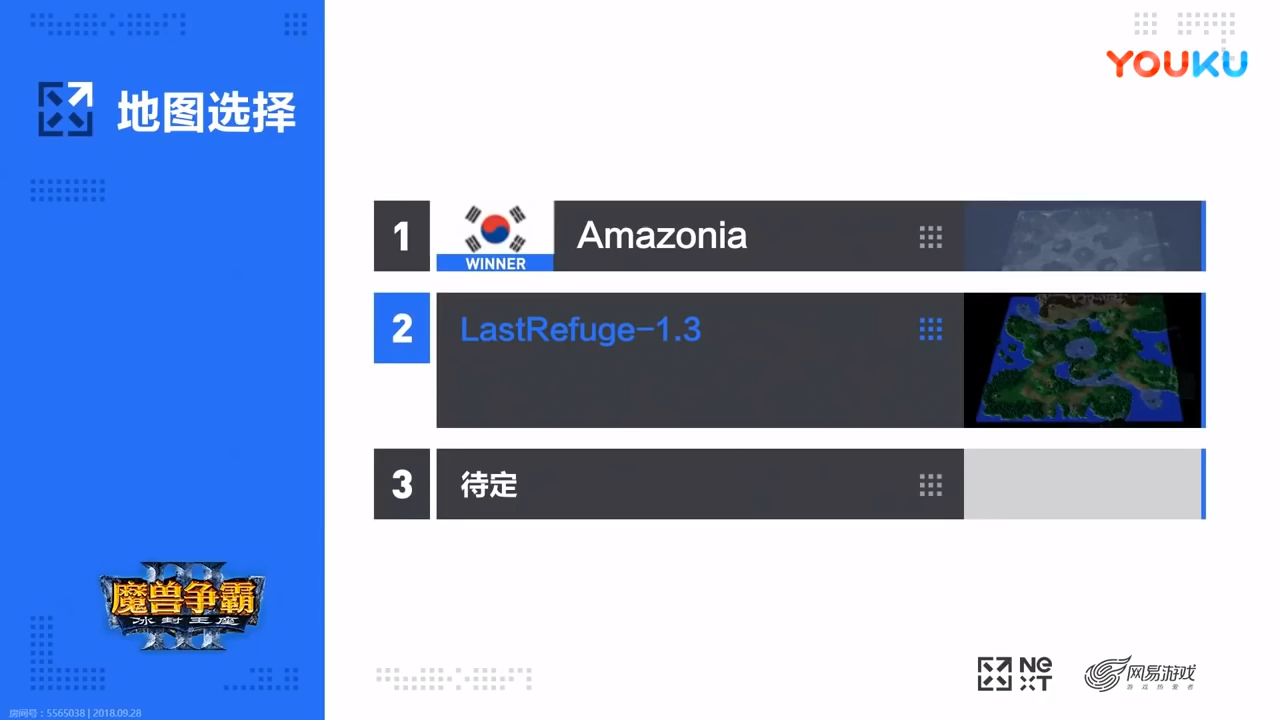 YOUKU
地图选择
1
WINNER
Amazonia
2
LastRefuge-1.3
3
待定
魔兽争霸
冰封王座
III
NeXT
网易游戏
游戏热爱者
房间号：5565038 | 2018.09.28